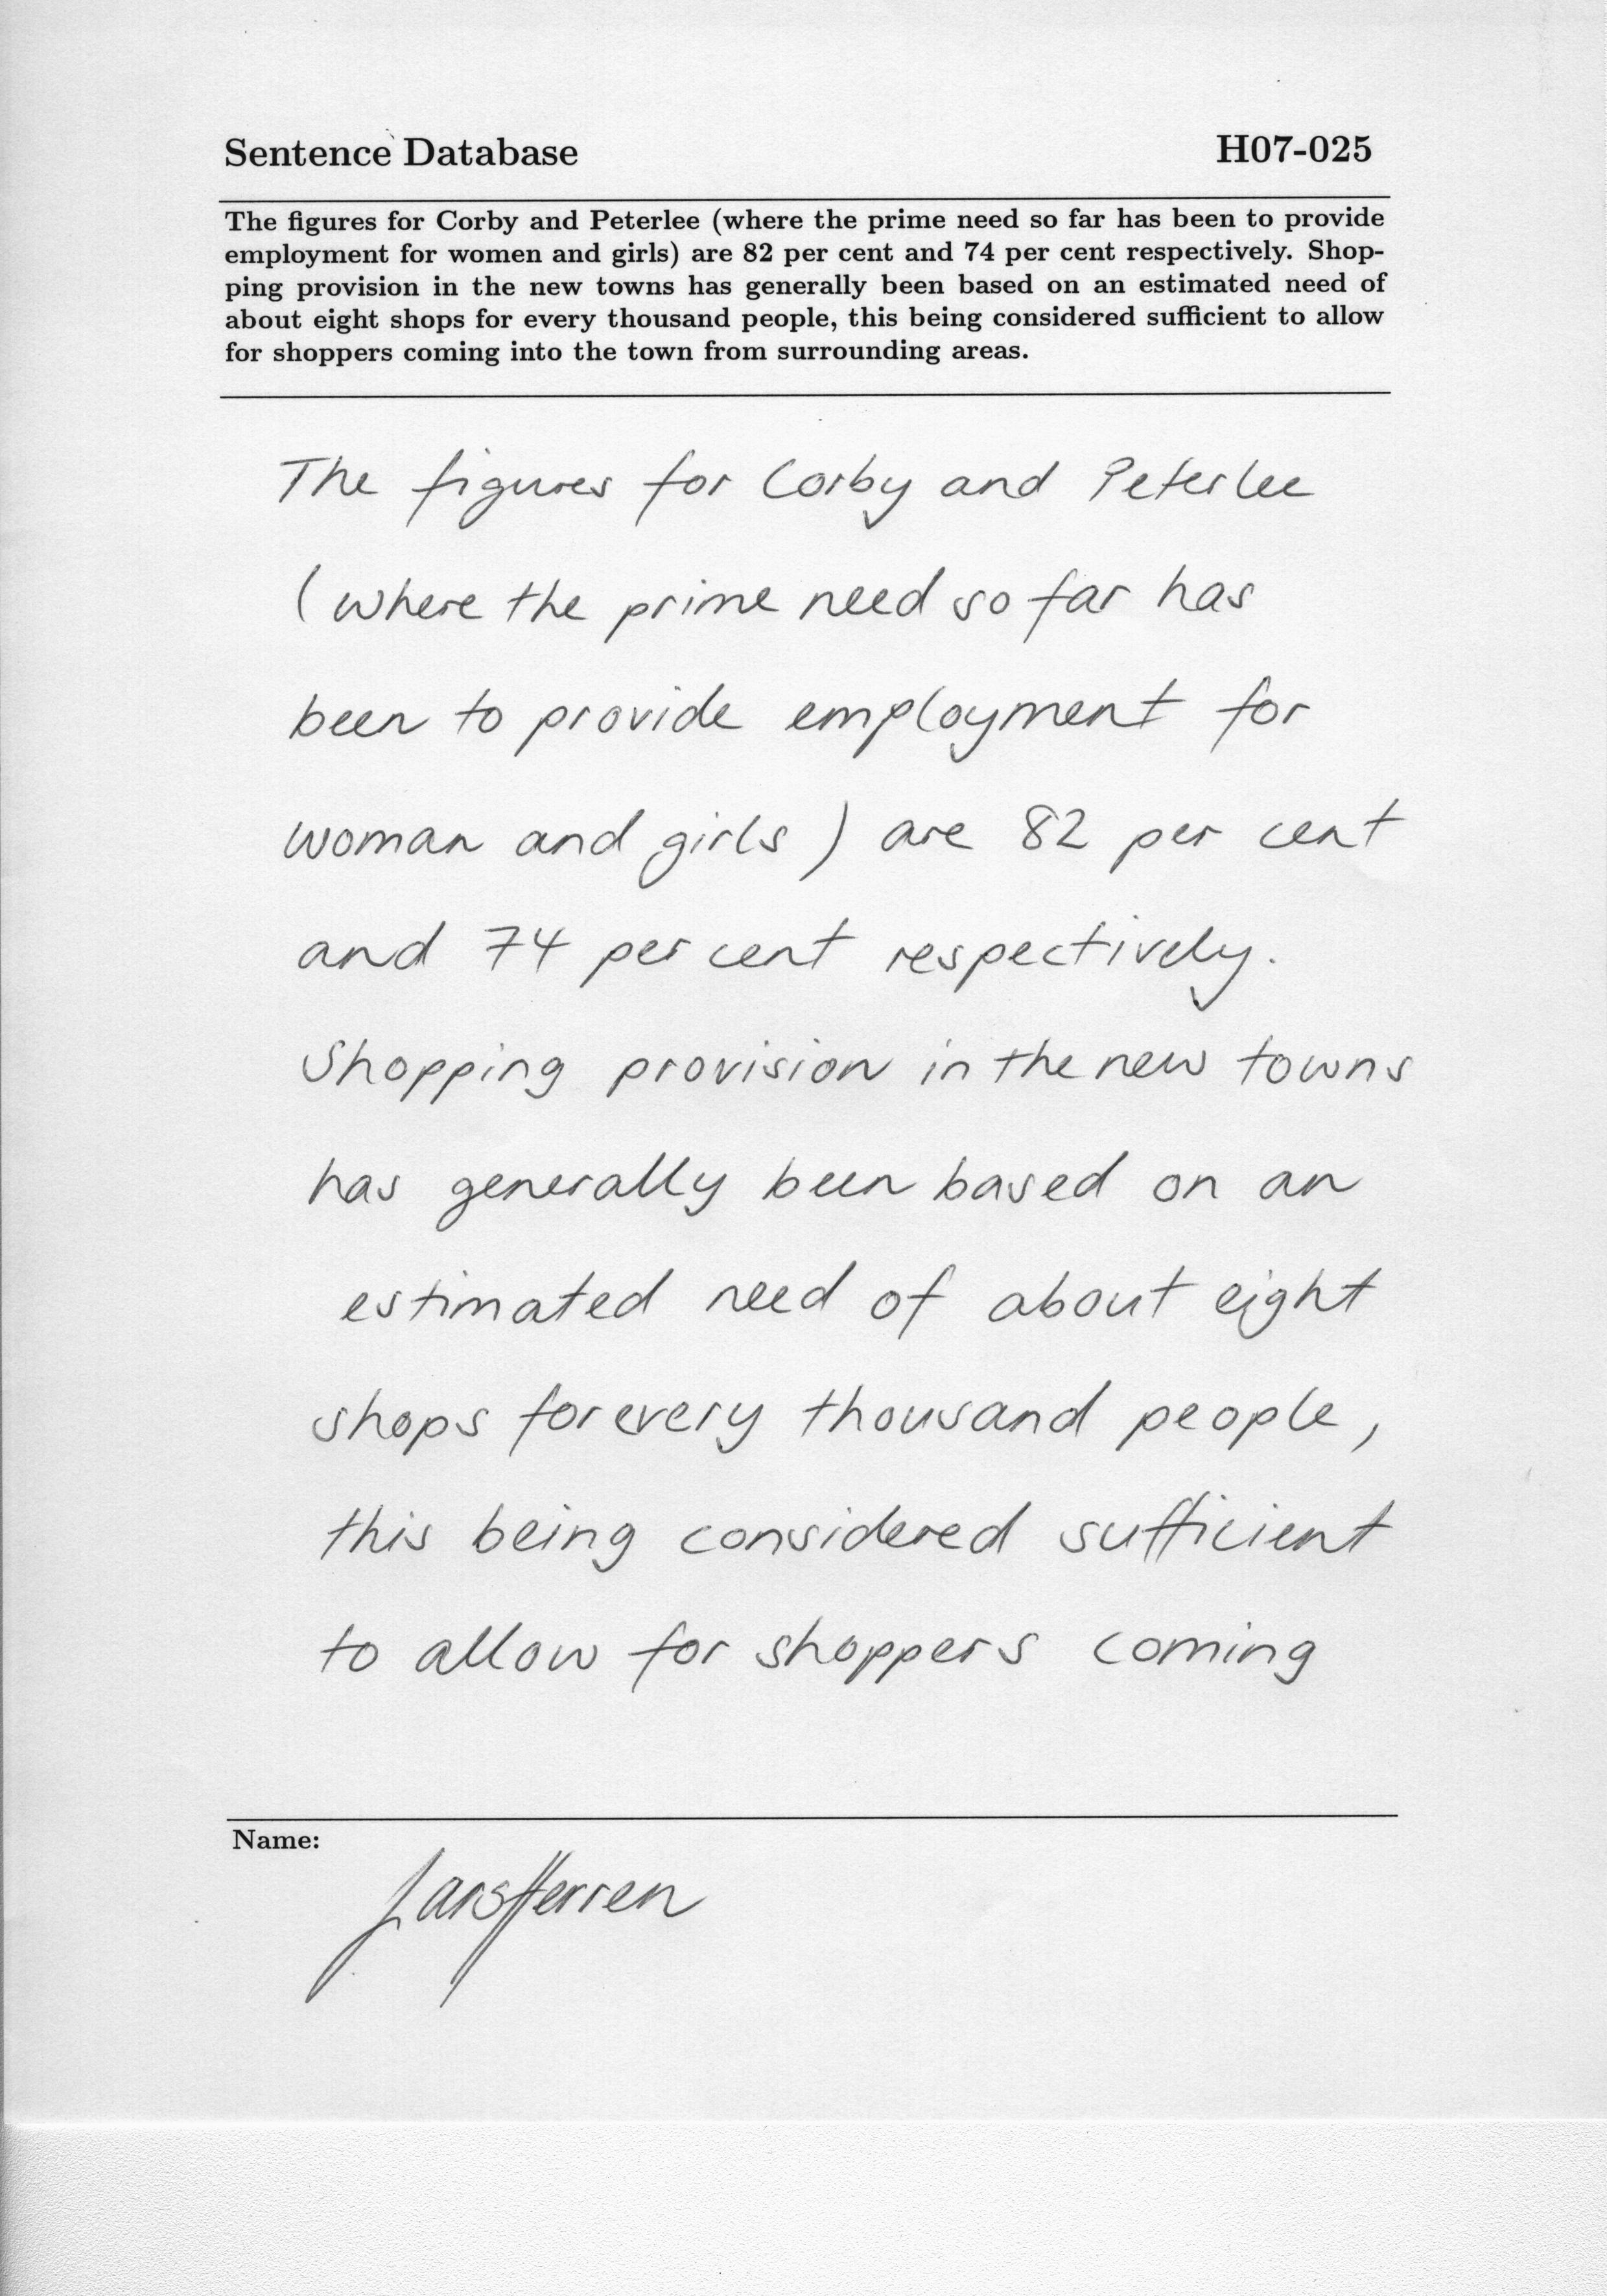 Sentence Database H07-025
The figures for Corby and Peterlee (where the prime need so far has been to provide
employment for women and girls) are 82 per cent and 74 per cent respectively. Shop-
ping provision in the new towns has generally been based on an estimated need of
about eight shops for every thousand people, this being considered sufficient to allow
for shoppers coming into the town from surrounding areas.
The figures for Corby and Peterlee
(where the prime need so far has
been to provide employment for
woman and girls) are 82 per cent
and 74 per cent respectively.
Shopping provision in the new towns
has generally been based on an
estimated need of about eight
shops for every thousand people,
this being considered sufficient
to allow for shoppers coming
Name:
Lars Herren